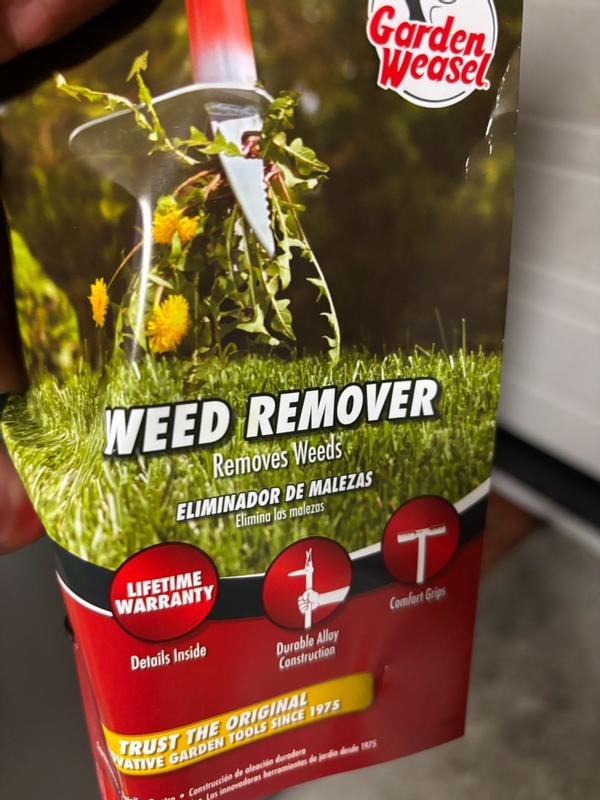 Garden
Weasel
WEED REMOVER
Removes Weeds
ELIMINADOR DE MALEZAS
Elimina las malezas
LIFETIME
WARRANTY
Details Inside
Durable Alloy
Construction
Comfort Grips
TRUST THE ORIGINAL
VATIVE GARDEN TOOLS SINCE 1975
• Construcción de aleación duradera
Las innovadoras herramientas de jardín desde 1975